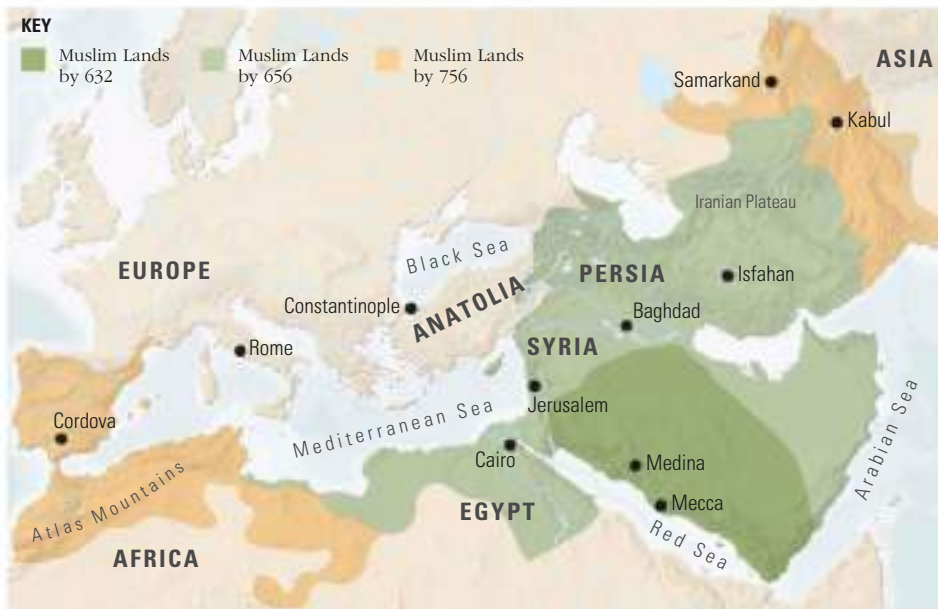 KEY
Muslim Lands
by 632
Muslim Lands
by 656
Muslim Lands
by 756
ASIA
Samarkand
Kabul
Iranian Plateau
Black Sea
EUROPE
PERSIA
Isfahan
Constantinople
ANATOLIA
Baghdad
Rome
SYRIA
Jerusalem
Mediterranean Sea
Cordova
Arabian Sea
Cairo
Medina
Atlas Mountains
EGYPT
Mecca
Red Sea
AFRICA